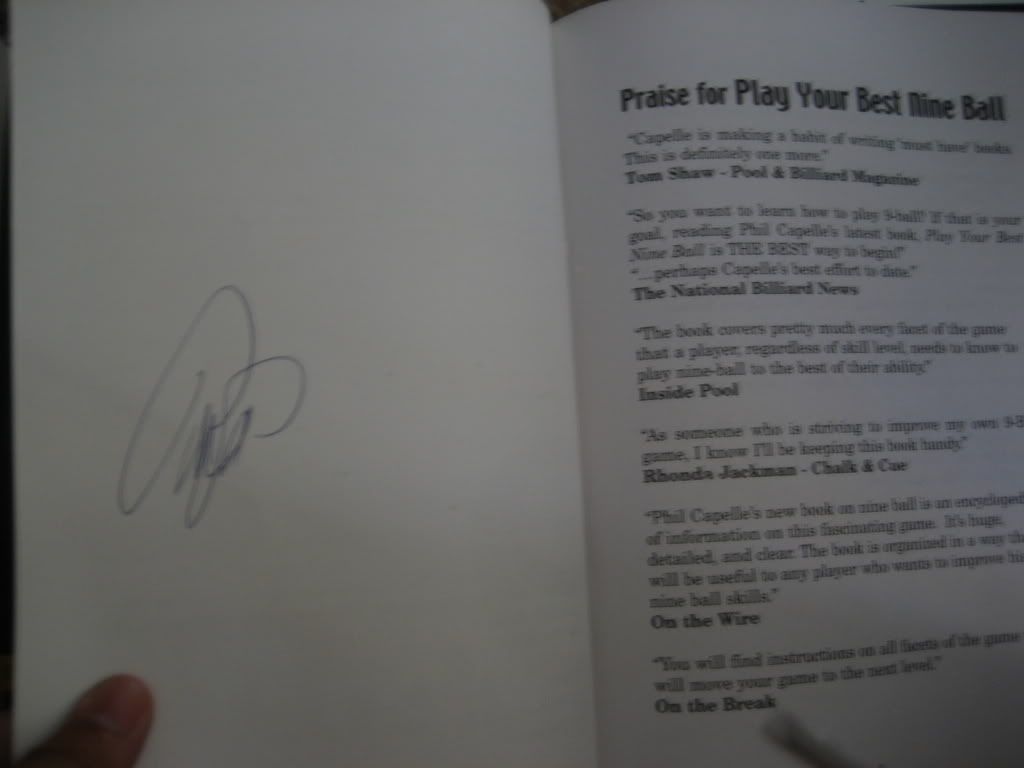 Praise for Play Your Best Nine Ball
"Capelle is making a habit of writing 'must have' books.
This is definitely one more."
Tom Shaw - Pool & Billiard Magazine
"So you want to learn how to play 9-ball? If that is your
goal, reading Phil Capelle's latest book, Play Your Best
Nine Ball is THE BEST way to begin!"
"...perhaps Capelle's best effort to date."
The National Billiard News
"The book covers pretty much every facet of the game
that a player, regardless of skill level, needs to know to
play nine-ball to the best of their ability."
Inside Pool
"As someone who is striving to improve my own
game, I know I'll be keeping this book handy."
Rhonda Jackman - Chalk & Cue
"Phil Capelle's new book on nine ball is an encycloped
of information on this fascinating game. It's huge,
detailed, and clear. The book is organized in a way tha
will be useful to any player who wants to improve his
nine ball skills."
On the Wire
"You will find instructions on all facets of the game
will move your game to the next level."
On the Break